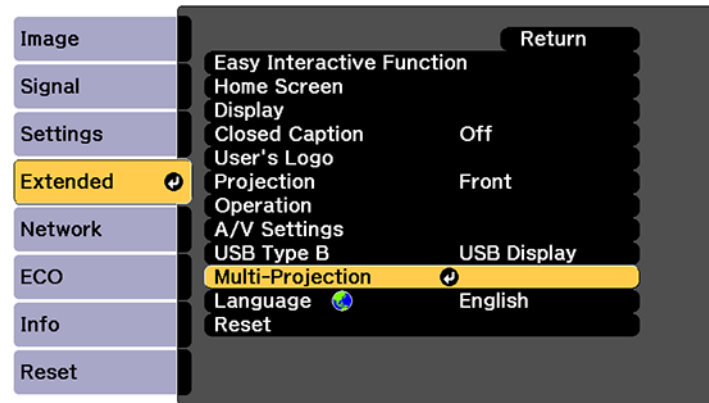 Image
Signal
Settings
Extended
Network
ECO
Info
Reset
Return
Easy Interactive Function
Home Screen
Display
Closed Caption Off
User's Logo
Projection Front
Operation
A/V Settings
USB Type B USB Display
Multi-Projection
Language English
Reset